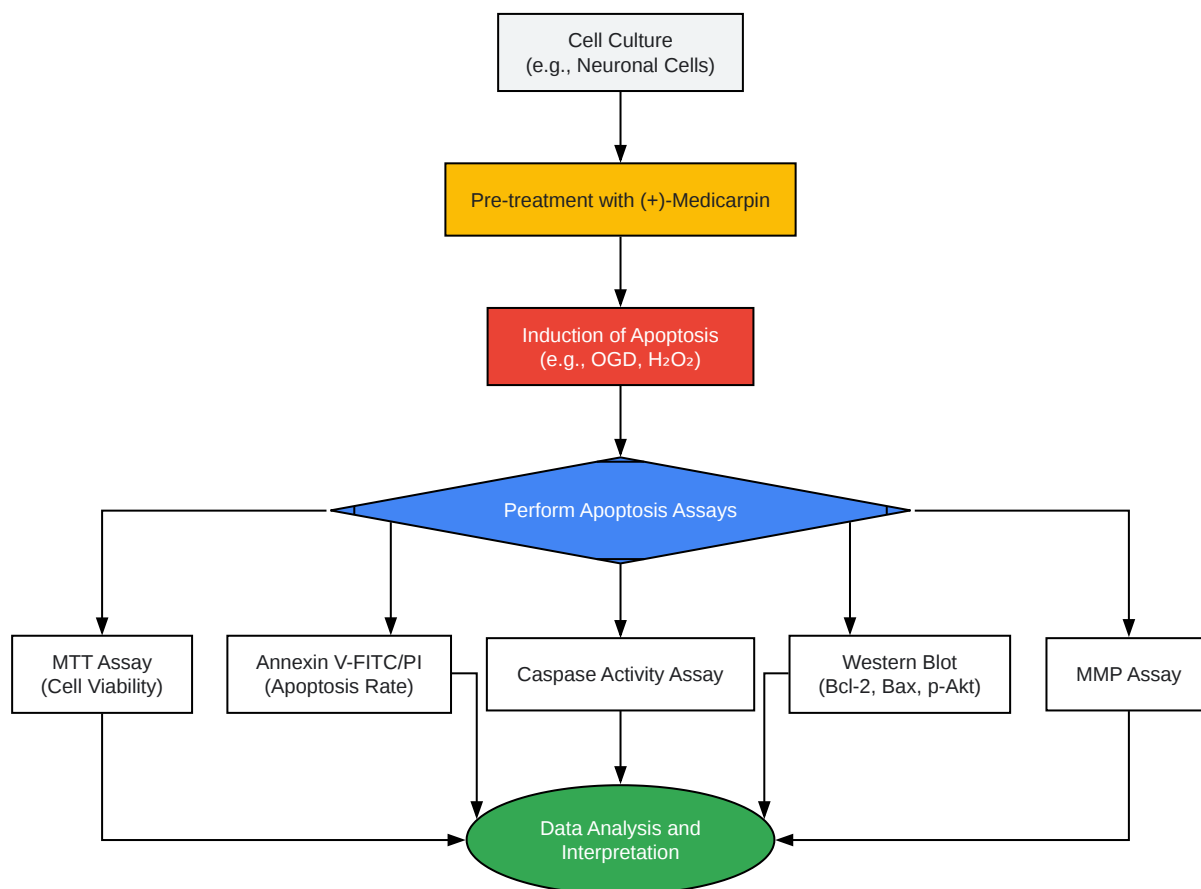 Cell Culture
(e.g., Neuronal Cells)
Pre-treatment with (+)-Medicarpin
Induction of Apoptosis
(e.g., OGD, H₂O₂)
Perform Apoptosis Assays
MTT Assay
(Cell Viability)
Annexin V-FITC/PI
(Apoptosis Rate)
Caspase Activity Assay
Western Blot
(Bcl-2, Bax, p-Akt)
MMP Assay
Data Analysis and
Interpretation